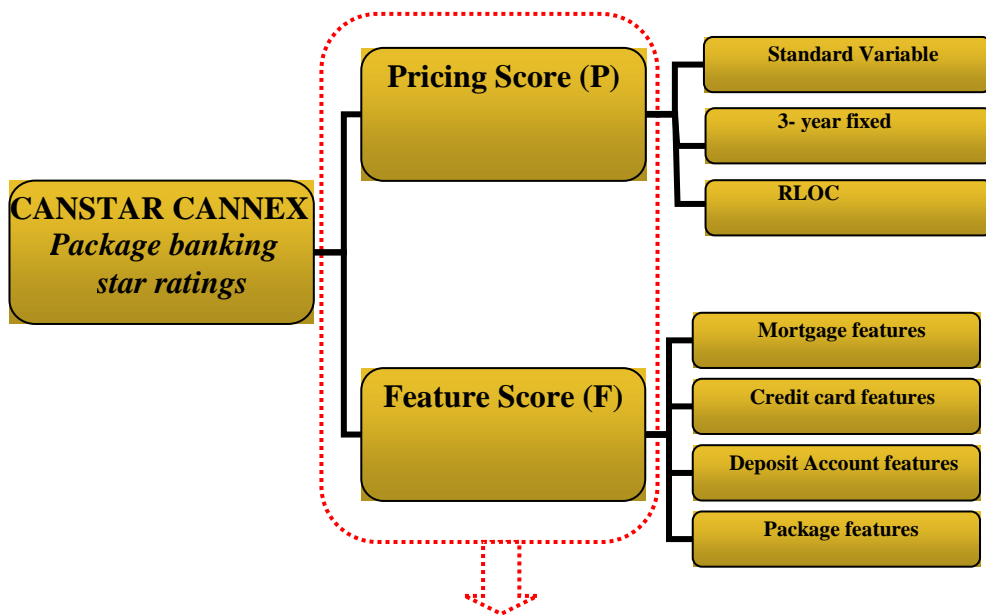 CANSTAR CANNEX
Package banking
star ratings
Pricing Score (P)
Standard Variable
3- year fixed
RLOC
Feature Score (F)
Mortgage features
Credit card features
Deposit Account features
Package features